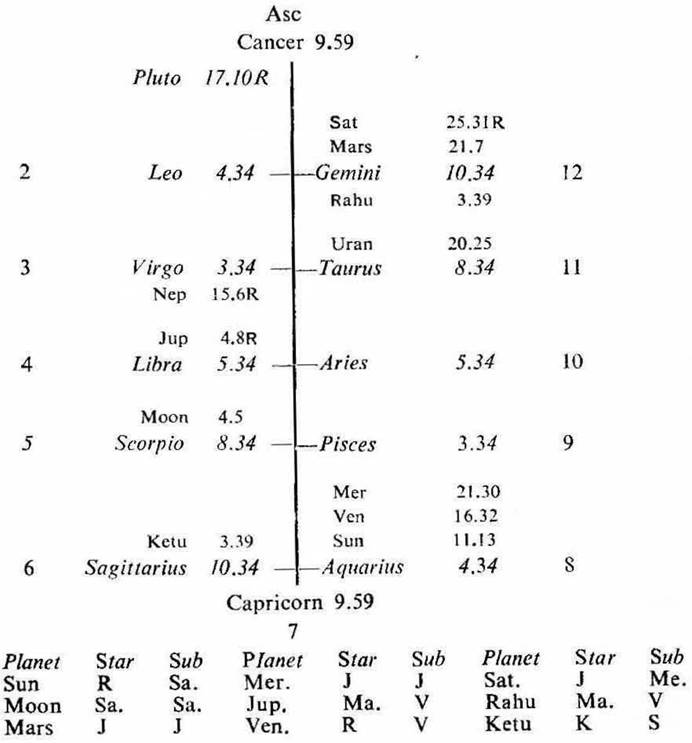 Asc
Cancer 9.59
Pluto 17.10R
Sat 25.31R
Mars 21.7
2 Leo 4.34 Gemini 10.34 12
Rahu 3.39
Uran 20.25
3 Virgo 3.34 Taurus 8.34 11
Nep 15.6R
Jup 4.8R
4 Libra 5.34 Aries 5.34 10
Moon 4.5
5 Scorpio 8.34 Pisces 3.34 9
Mer 21.30
Ven 16.32
Ketu 3.39 Sun 11.13
6 Sagittarius 10.34 Aquarius 4.34 8
Capricorn 9.59
7
Planet Star Sub Planet Star Sub Planet Star Sub
Sun R Sa. Mer. J J Sat. J Me.
Moon Sa. Sa. Jup. Ma. V Rahu Ma. V
Mars J J Ven. R V Ketu K S